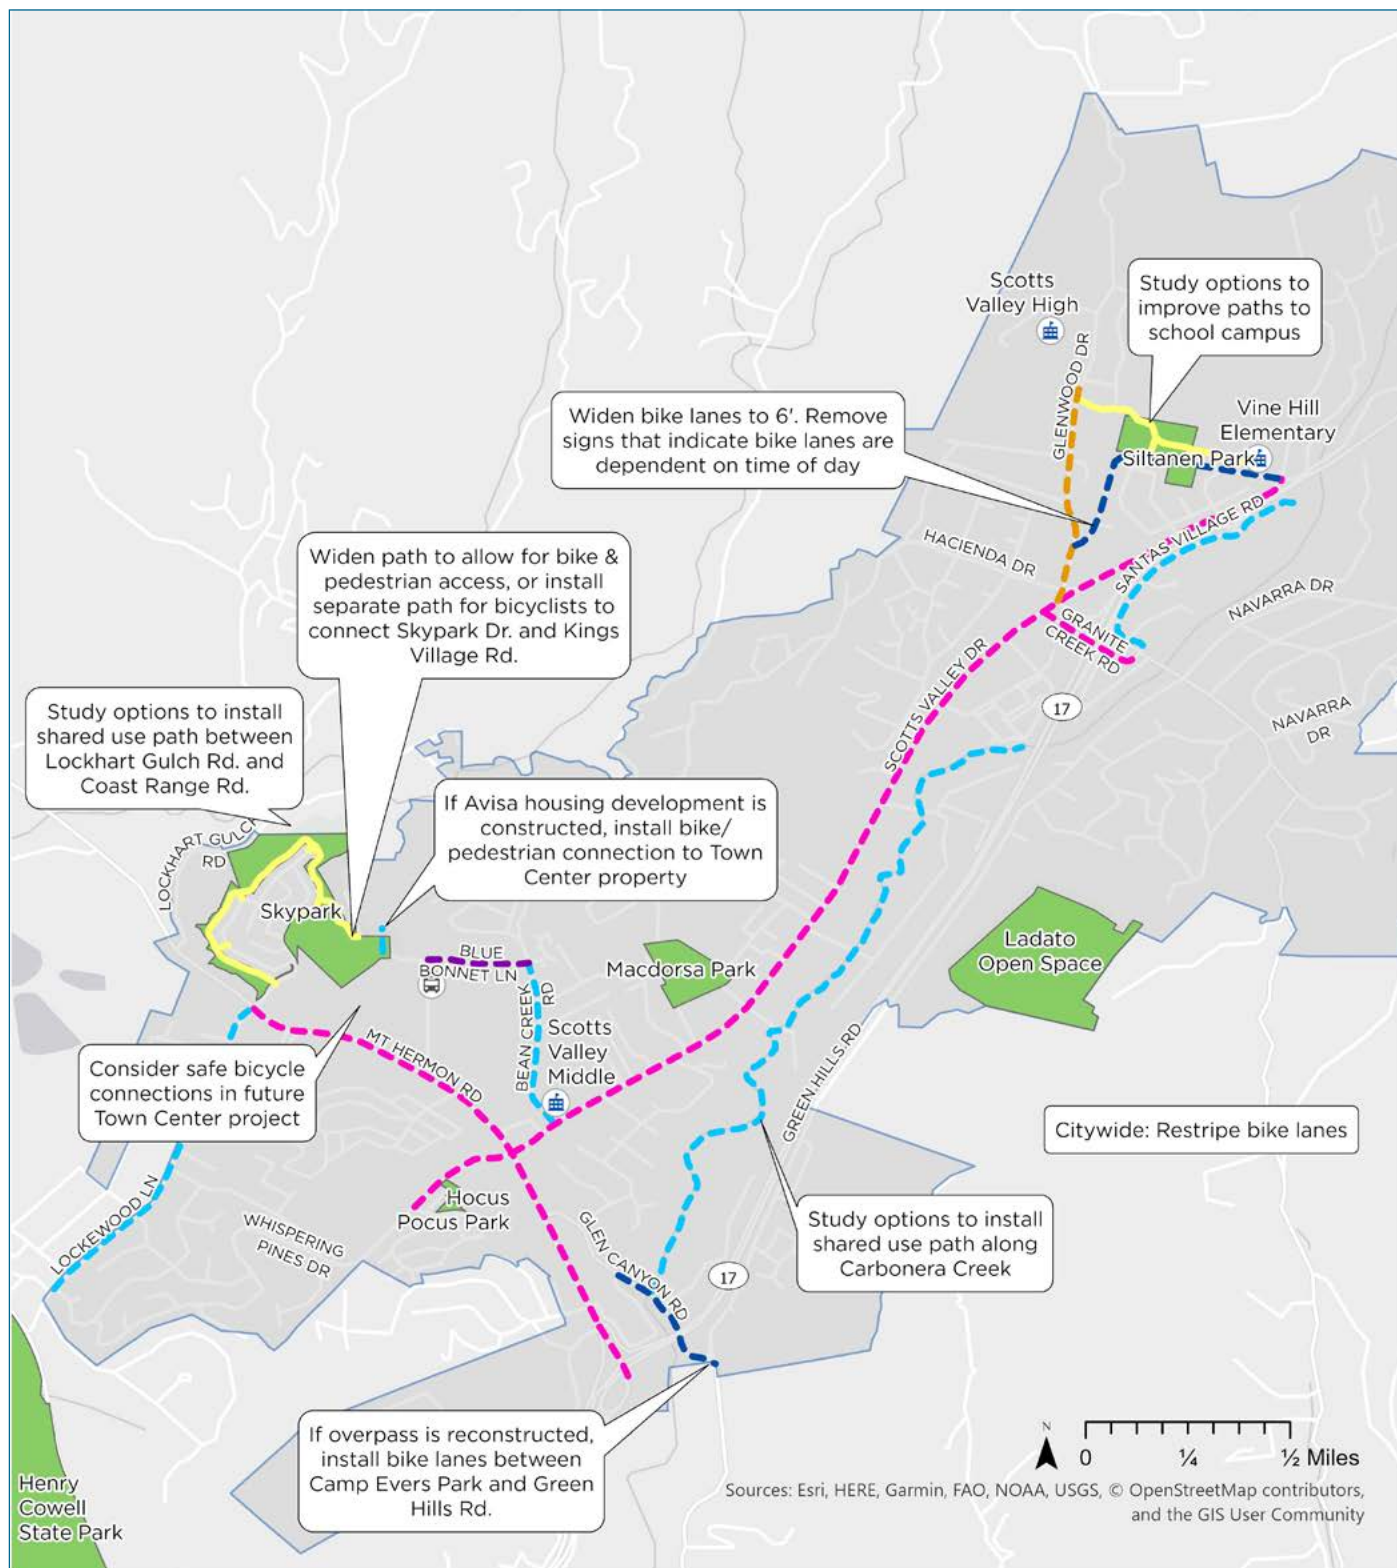 Scotts
Valley High
Study options to
improve paths to
school campus
GLENWOOD DR
Widen bike lanes to 6'. Remove
signs that indicate bike lanes are
dependent on time of day
Vine Hill
Elementary
Siltanen Park
SANTAS VILLAGE RD
HACIENDA DR
NAVARRA DR
Widen path to allow for bike &
pedestrian access, or install
separate path for bicyclists to
connect Skypark Dr. and Kings
Village Rd.
GRANITE
CREEK RD
SCOTTS VALLEY DR
17
NAVARRA
DR
Study options to install
shared use path between
Lockhart Gulch Rd. and
Coast Range Rd.
If Avisa housing development is
constructed, install bike/
pedestrian connection to Town
Center property
LOCKHART GULCH
RD
Skypark
BLUE
BONNET LN
Macdorsa Park
Ladato
Open Space
BEAN CREEK
RD
Scotts
Valley
Middle
MT HERMON RD
GREEN HILLS RD
Consider safe bicycle
connections in future
Town Center project
Citywide: Restripe bike lanes
LOCKEWOOD LN
Hocus
Pocus Park
WHISPERING
PINES DR
GLEN CANYON RD
Study options to install
shared use path along
Carbonera Creek
17
If overpass is reconstructed,
install bike lanes between
Camp Evers Park and Green
Hills Rd.
Henry
Cowell
State Park
N
0 ¼ ½ Miles
Sources: Esri, HERE, Garmin, FAO, NOAA, USGS, © OpenStreetMap contributors,
and the GIS User Community